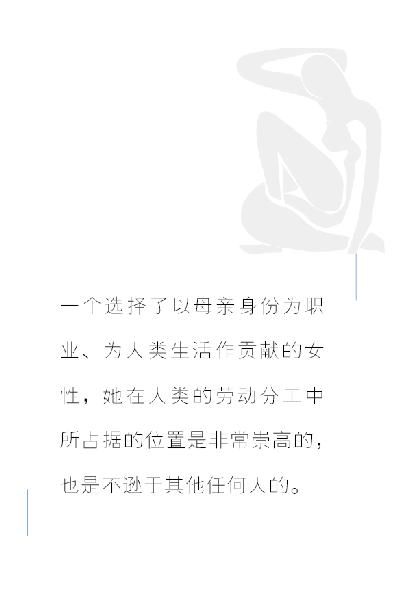 一个选择了以母亲身份为职
业、为人类生活作贡献的女
性，她在人类的劳动分工中
所占据的位置是非常崇高的，
也是不逊于其他任何人的。